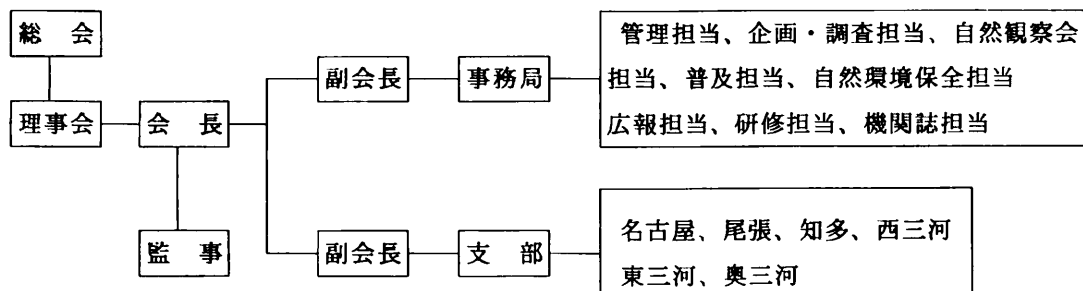 総　会
理事会
会　長
監　事
副会長
事務局
管理担当、企画・調査担当、自然観察会
担当、普及担当、自然環境保全担当
広報担当、研修担当、機関誌担当
副会長
支　部
名古屋、尾張、知多、西三河
東三河、奥三河